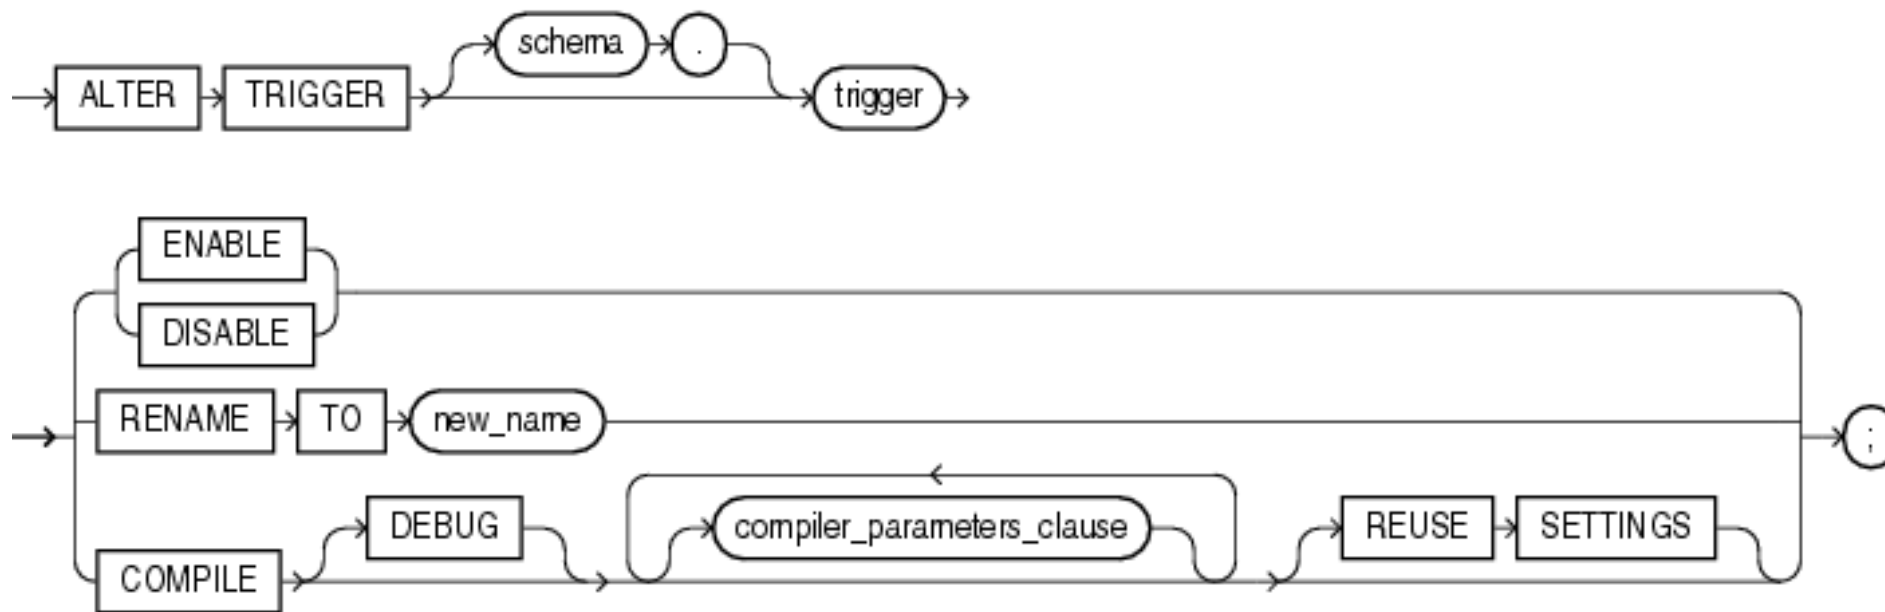 schema .
ALTER TRIGGER trigger
ENABLE
DISABLE
RENAME TO new_name
;
DEBUG compiler_parameters_clause REUSE SETTINGS
COMPILE